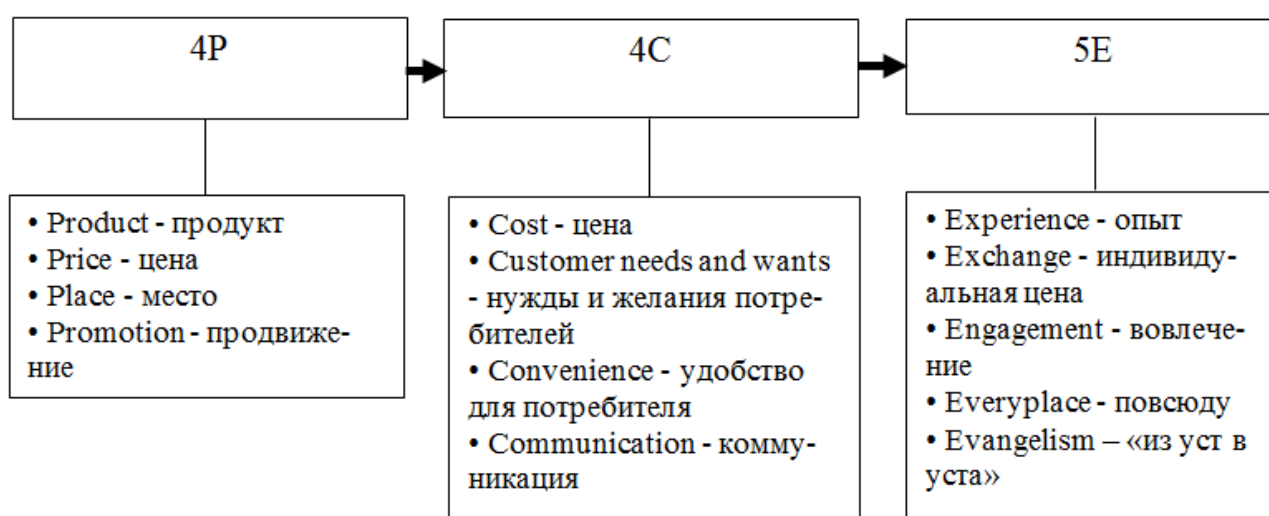 4P
4C
5E
• Product - продукт
• Price - цена
• Place - место
• Promotion - продвиже-
ние
• Cost - цена
• Customer needs and wants
- нужды и желания потре-
бителей
• Convenience - удобство
для потребителя
• Communication - комму-
никация
• Experience - опыт
• Exchange - индивиду-
альная цена
• Engagement - вовлече-
ние
• Everyplace - повсюду
• Evangelism – «из уст в
уста»